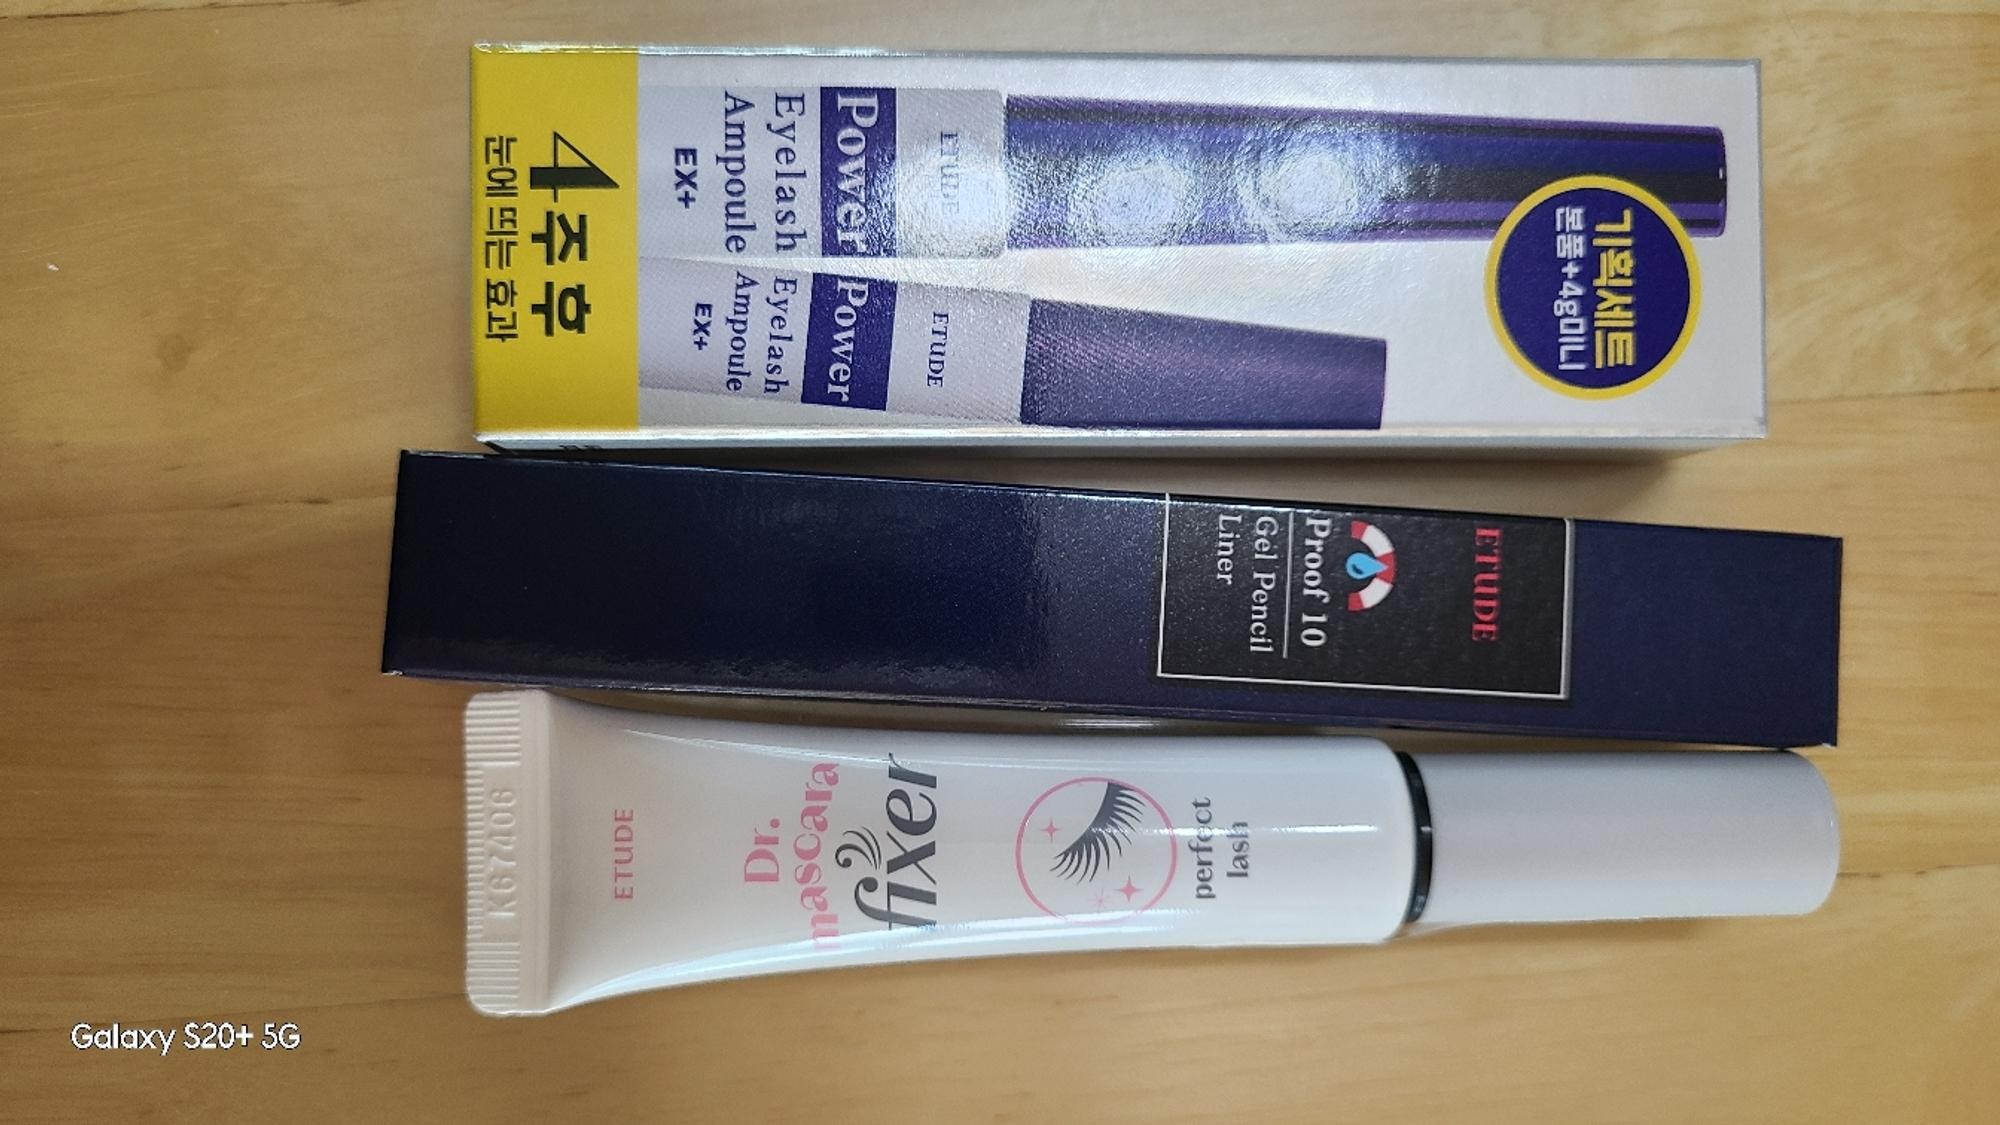 4주 후
눈에 띄는 효과
ETUDE
Power
Eyelash
Ampoule
EX+
ETUDE
Power
Eyelash
Ampoule
EX+
기획세트
본품+4g미니
ETUDE
Proof 10
Gel Pencil
Liner
K67406
ETUDE
Dr.
mascara
fixer
perfect
lash
Galaxy S20+ 5G